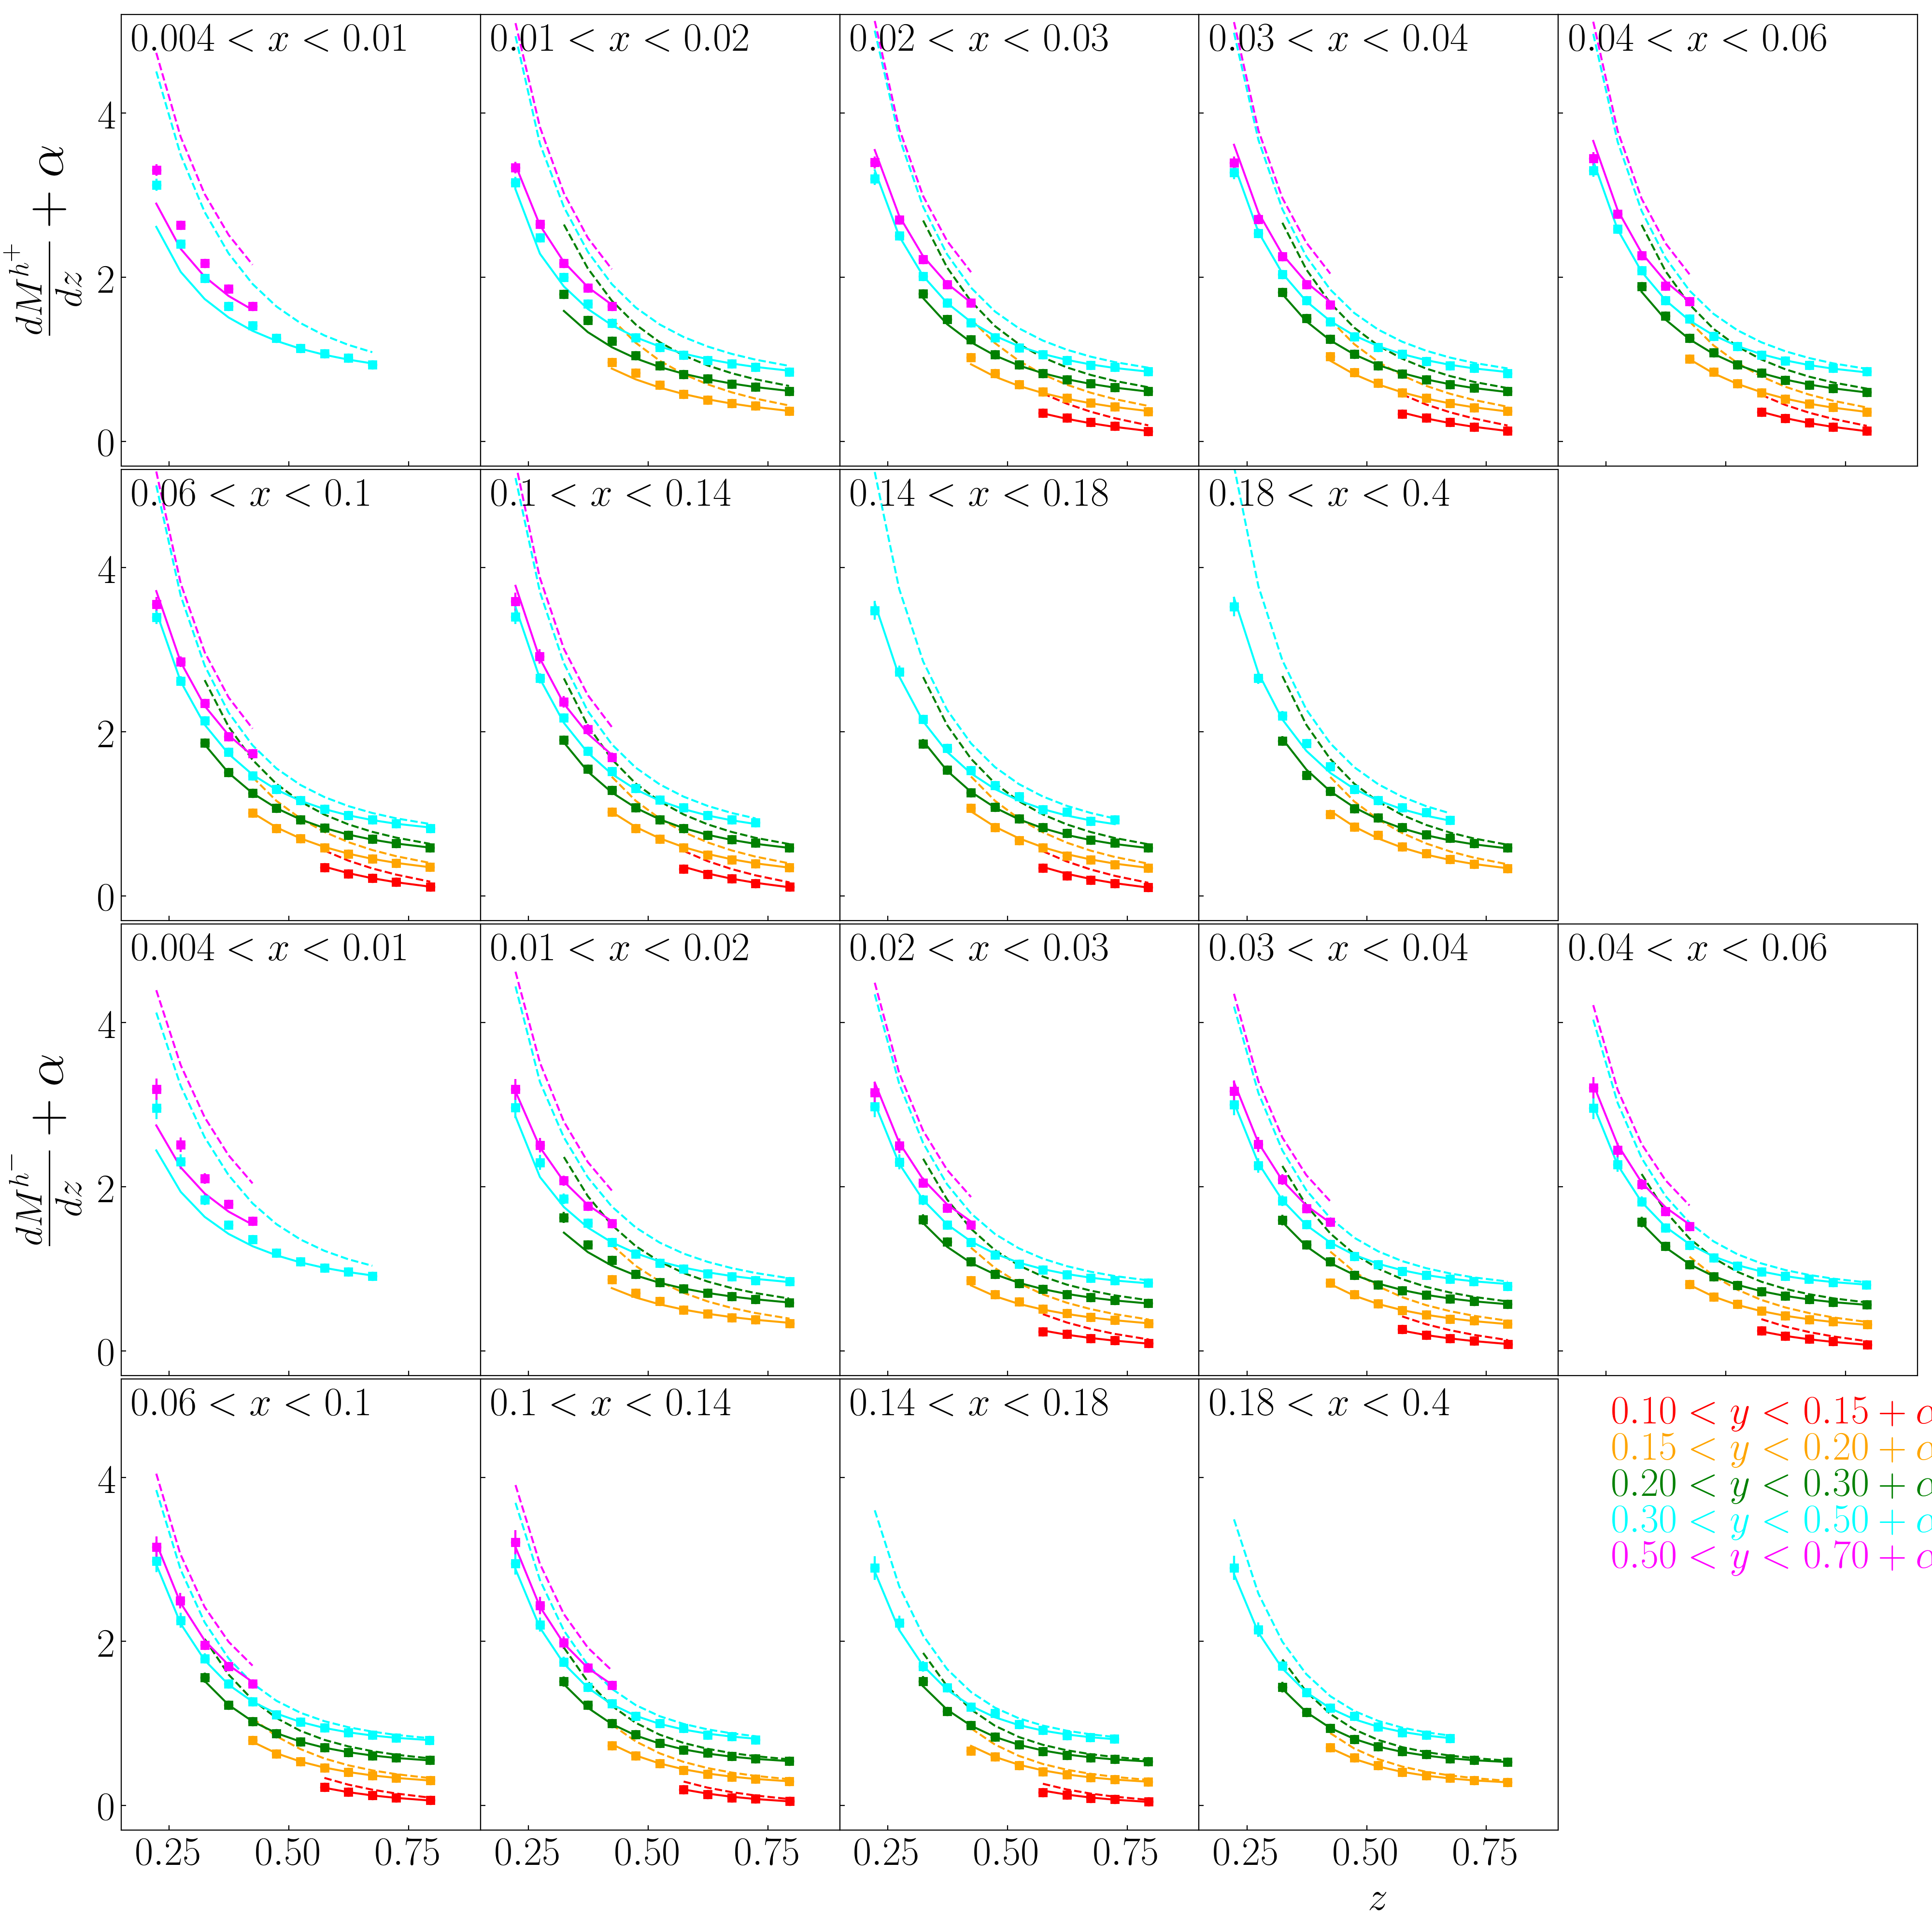 0.004 < x < 0.01
0.01 < x < 0.02
0.02 < x < 0.03
0.03 < x < 0.04
0.04 < x < 0.06
dM^{h^+}/dz + α
4
2
0
0.06 < x < 0.1
0.1 < x < 0.14
0.14 < x < 0.18
0.18 < x < 0.4
4
2
0
0.004 < x < 0.01
0.01 < x < 0.02
0.02 < x < 0.03
0.03 < x < 0.04
0.04 < x < 0.06
dM^{h^-}/dz + α
4
2
0
0.06 < x < 0.1
0.1 < x < 0.14
0.14 < x < 0.18
0.18 < x < 0.4
4
2
0
0.10 < y < 0.15 + α
0.15 < y < 0.20 + α
0.20 < y < 0.30 + α
0.30 < y < 0.50 + α
0.50 < y < 0.70 + α
0.25 0.50 0.75
0.25 0.50 0.75
0.25 0.50 0.75
0.25 0.50 0.75
z